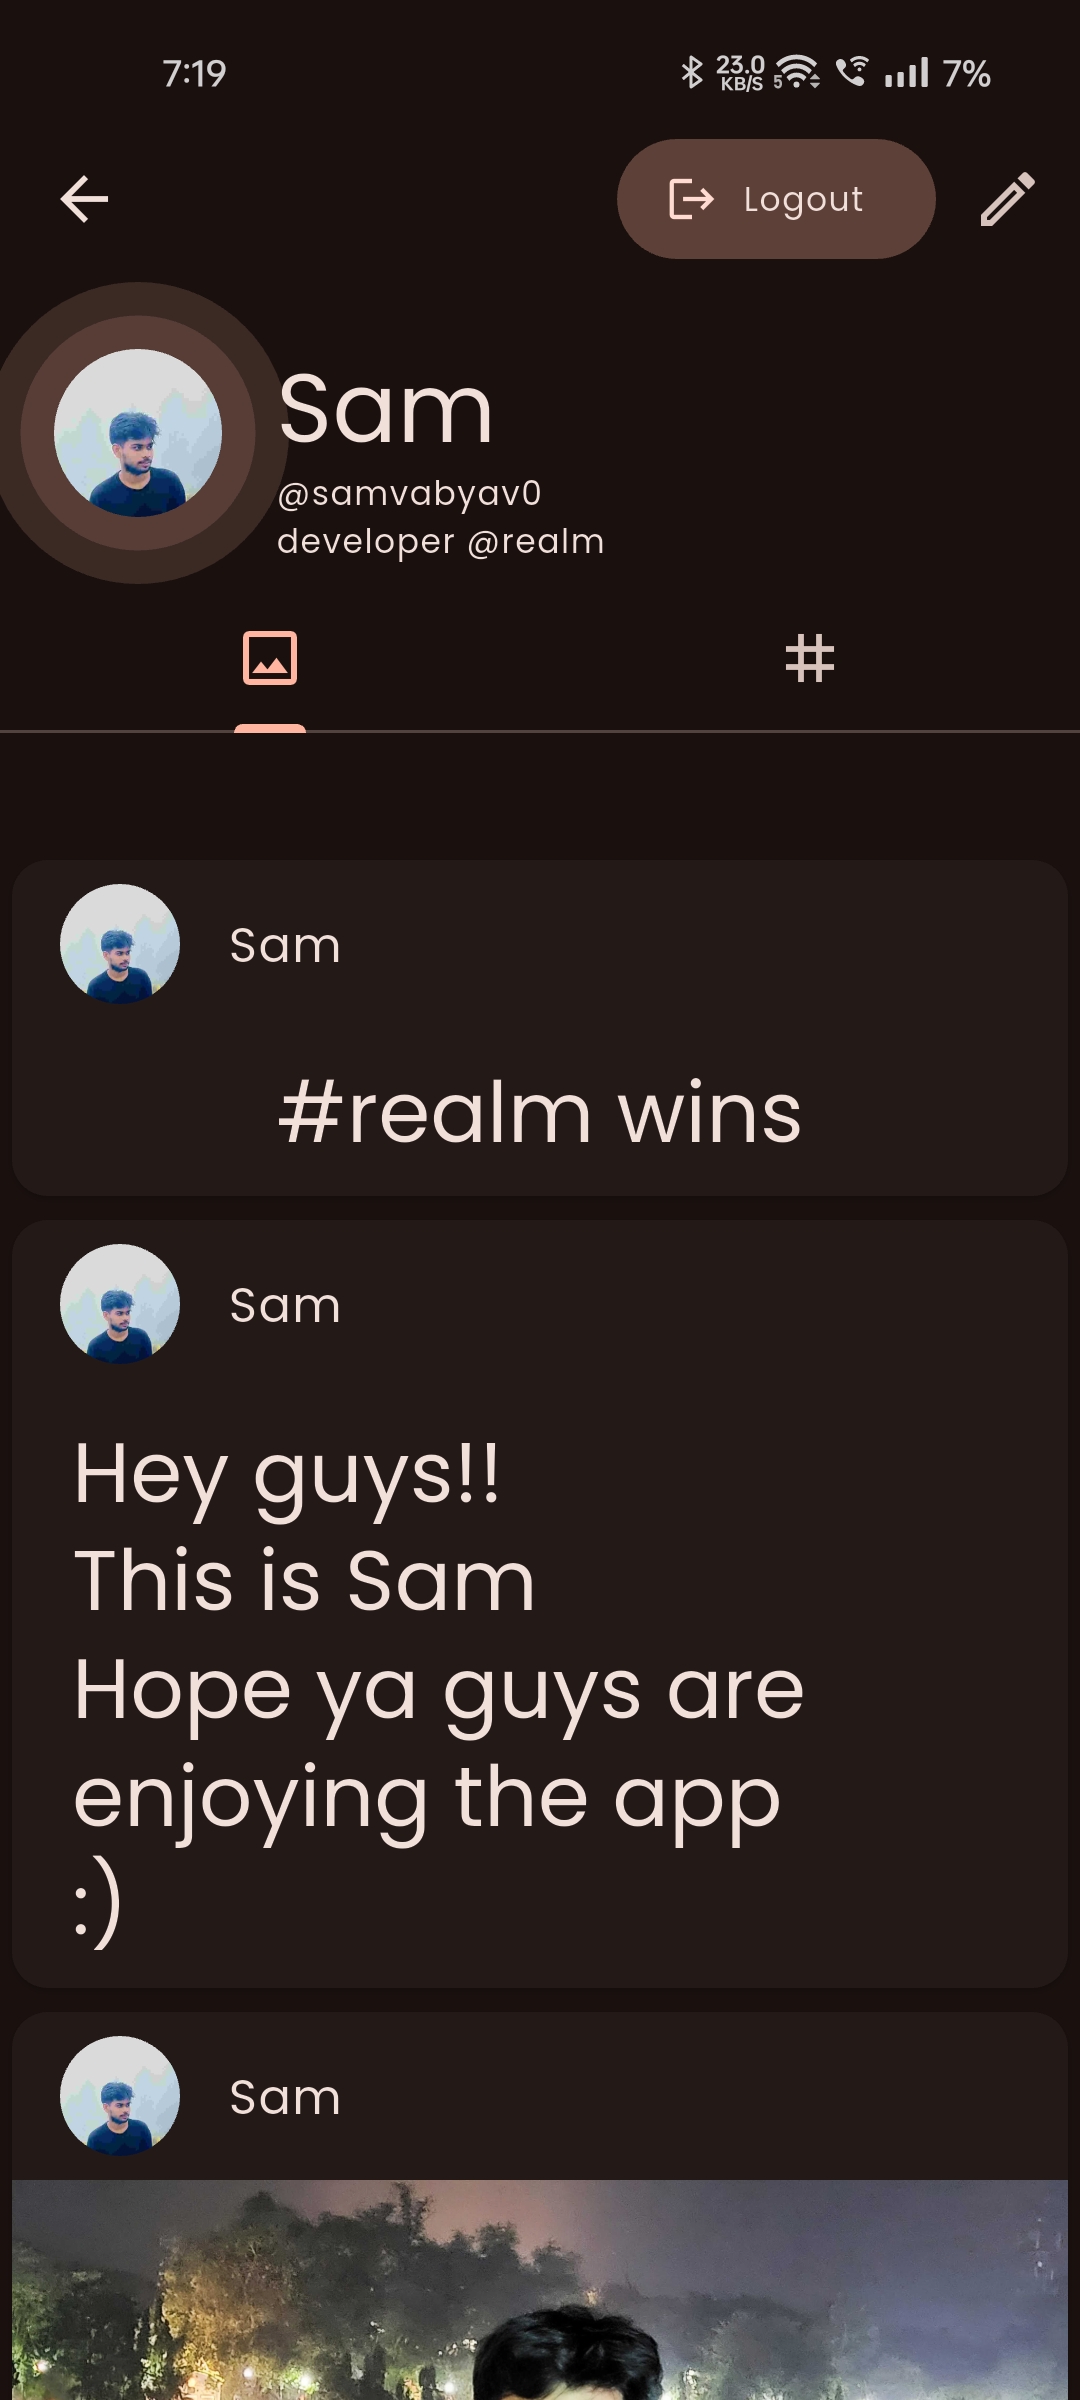 7:19
23.0
KB/S
5
7%
Logout
Sam
@samvabyav0
developer @realm
Sam
#realm wins
Sam
Hey guys!!
This is Sam
Hope ya guys are
enjoying the app
:)
Sam